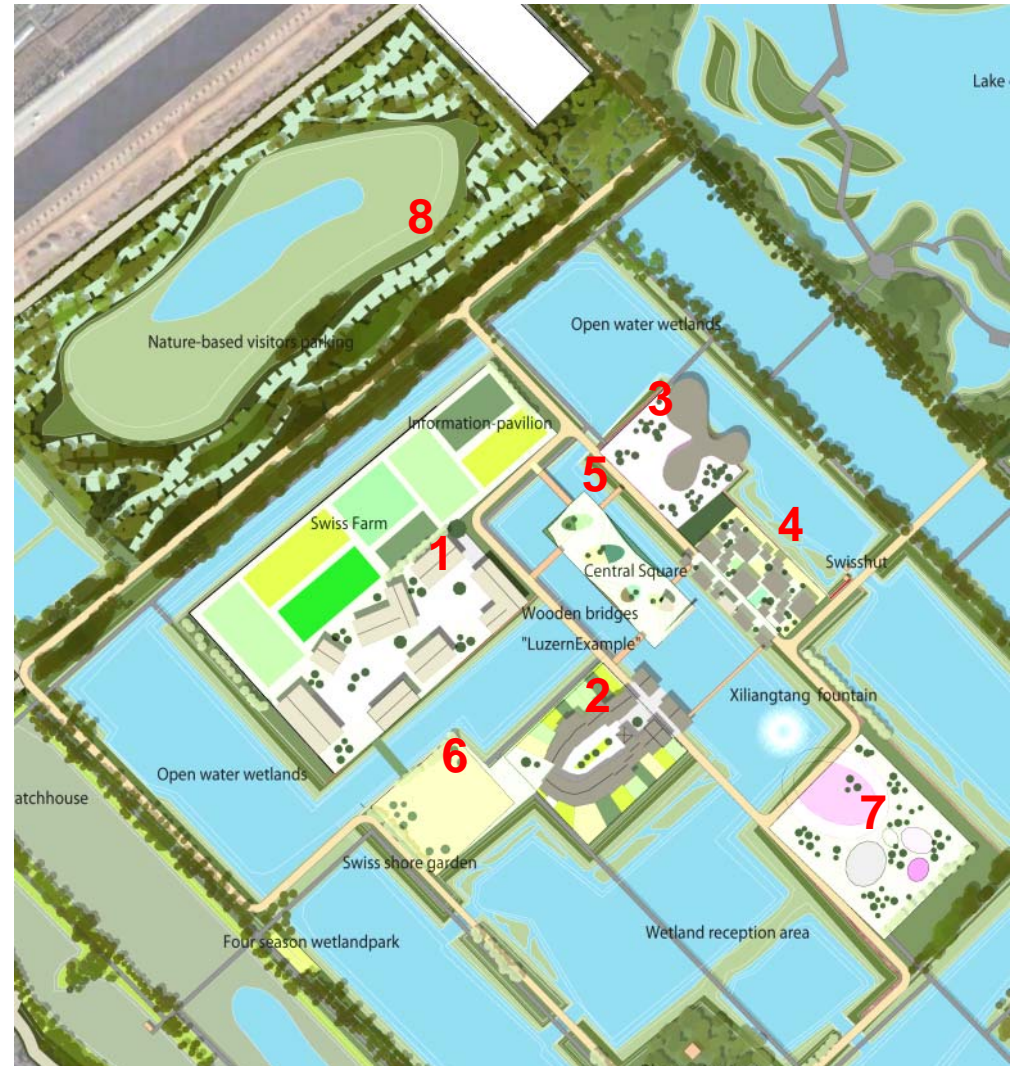 Lake
8
Open water wetlands
Nature-based visitors parking
3
Information-pavilion
5
Swiss Farm
4
1
Swisshut
Central Square
Wooden bridges
"LuzernExample"
2
Xiliangtang fountain
6
Open water wetlands
atchhouse
7
Swiss shore garden
Wetland reception area
Four season wetlandpark